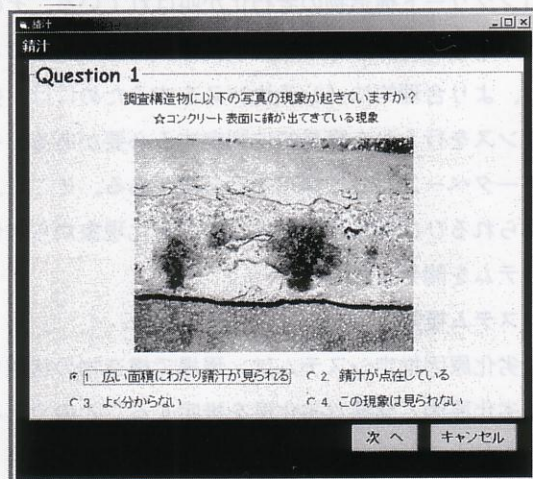 錆汁
錆汁
Question 1
調査構造物に以下の写真の現象が起きていますか？
☆コンクリート表面に錆が出てきている現象
1 広い面積にわたり錆汁が見られる
2. 錆汁が点在している
3. よく分からない
4. この現象は見られない
次 へ
キャンセル